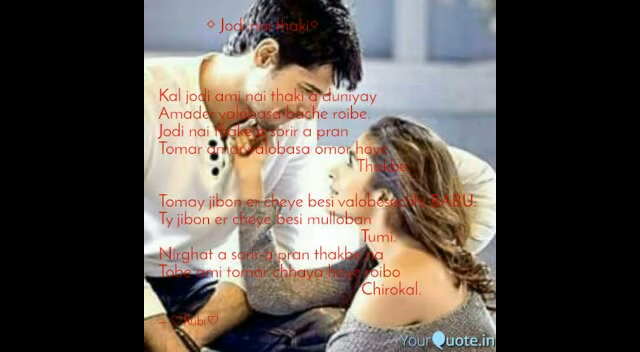 ◇ Jodi nai thaki◇
Kal jodi ami nai thaki a duniyay
Amader valobasa beche roibe.
Jodi nai thake a sorir a pran
Tomar amar valobasa omor hoye
Thakbe.
Tomay jibon er cheye besi valobesechhi BABU.
Ty jibon er cheye besi mulloban
Tumi.
Nirghat a sorir a pran thakbe na
Tobe ami tomar chhaya hoye roibo
Chirokal.
— ♡Rubi♡
YourQuote.in